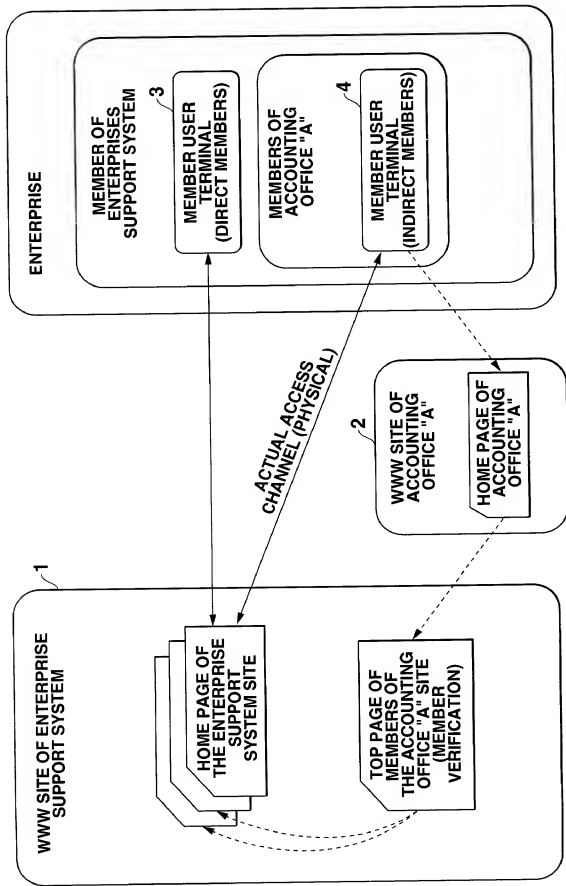 1
WWW SITE OF ENTERPRISE
SUPPORT SYSTEM
HOME PAGE OF
THE ENTERPRISE
SUPPORT
SYSTEM SITE
TOP PAGE OF
MEMBERS OF
THE ACCOUNTING
OFFICE "A" SITE
(MEMBER
VERIFICATION)
ACTUAL ACCESS
CHANNEL (PHYSICAL)
2
WWW SITE OF
ACCOUNTING
OFFICE "A"
HOME PAGE OF
ACCOUNTING
OFFICE "A"
ENTERPRISE
MEMBER OF
ENTERPRISES
SUPPORT SYSTEM
3
MEMBER USER
TERMINAL
(DIRECT MEMBERS)
MEMBERS OF
ACCOUNTING
OFFICE "A"
4
MEMBER USER
TERMINAL
(INDIRECT MEMBERS)